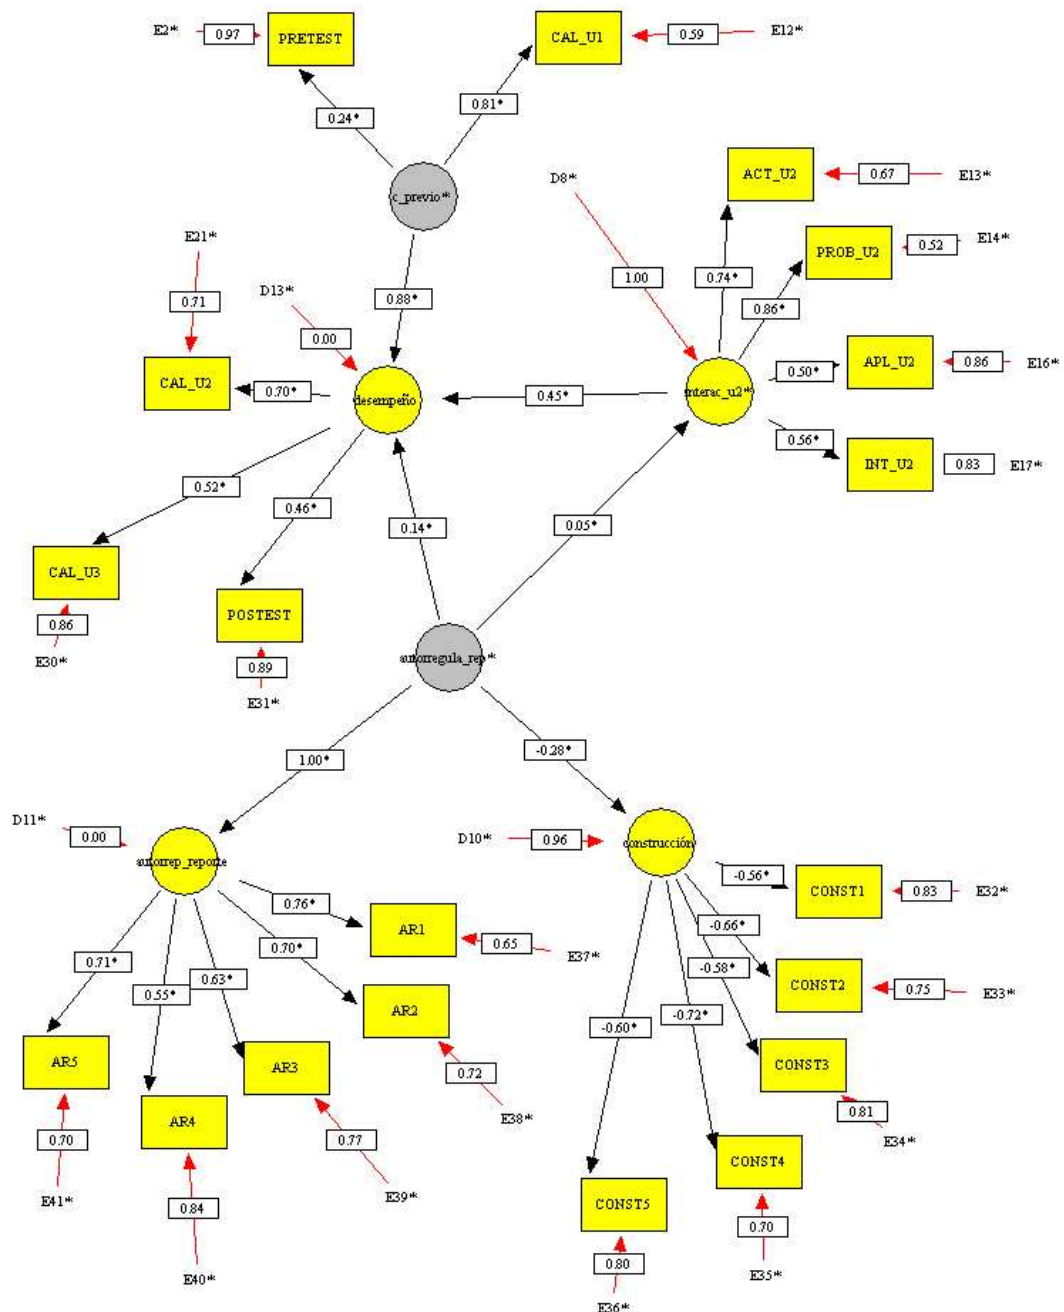 E2*
0.97
PRETEST
CAL_U1
0.59
E12*
0.24*
0.81*
c_previo*
D8*
ACT_U2
0.67
E13*
E21*
PROB_U2
0.52
E14*
0.71
D13*
0.88*
1.00
0.74*
0.86*
0.00
CAL_U2
0.70*
desempeño
0.45*
interac_u2*
0.50*
APL_U2
0.86
E16*
0.56*
INT_U2
0.83
E17*
0.52*
0.46*
0.14*
0.05*
CAL_U3
POSTEST
0.86
E30*
0.89
E31*
autorregula_rep*
1.00*
-0.28*
D11*
0.00
autorrep_reporte
D10*
0.96
construcción
-0.56*
CONST1
0.83
E32*
0.76*
AR1
0.65
E37*
0.70*
AR2
0.71*
0.55*
0.63*
-0.66*
-0.58*
CONST2
0.75
E33*
-0.60*
-0.72*
AR5
AR3
0.72
E38*
CONST3
0.81
E34*
AR4
0.70
E41*
0.77
E39*
CONST4
0.84
E40*
CONST5
0.70
E35*
0.80
E36*